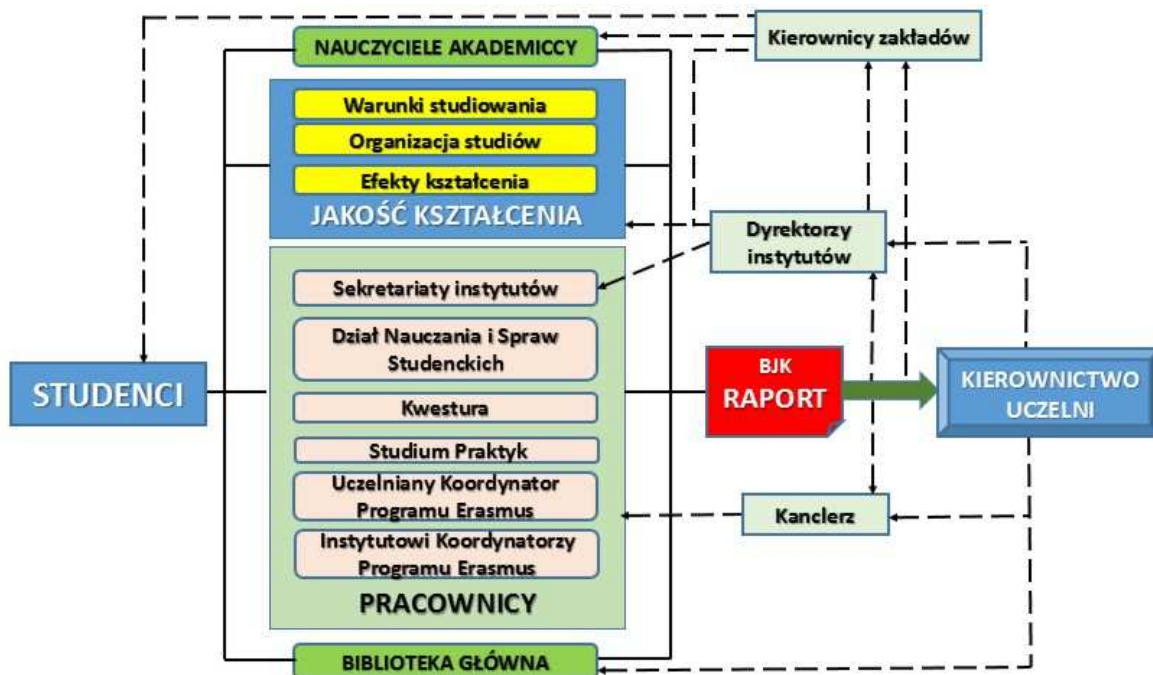 NAUCZYCIELE AKADEMICCY
Kierownicy zakładów
Warunki studiowania
Organizacja studiów
Efekty kształcenia
JAKOŚĆ KSZTAŁCENIA
Dyrektorzy
instytutów
Sekretariaty instytutów
Dział Nauczania i Spraw
Studenckich
STUDENCI
Kwestura
BJK
RAPORT
KIEROWNICTWO
UCZELNI
Studium Praktyk
Uczelniany Koordynator
Programu Erasmus
Kanclerz
Instytutowi Koordynatorzy
Programu Erasmus
PRACOWNICY
BIBLIOTEKA GŁÓWNA